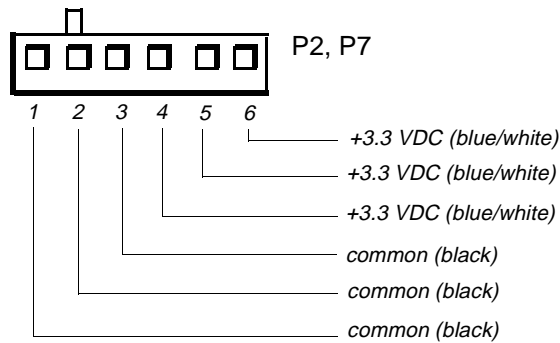 P2, P7
1 2 3 4 5 6
+3.3 VDC (blue/white)
+3.3 VDC (blue/white)
+3.3 VDC (blue/white)
common (black)
common (black)
common (black)